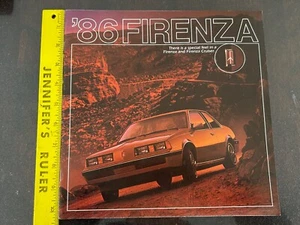 '86 FIRENZA
There is a special feel in a
Firenza and Firenza Cruiser
JENNIFER'S RULER